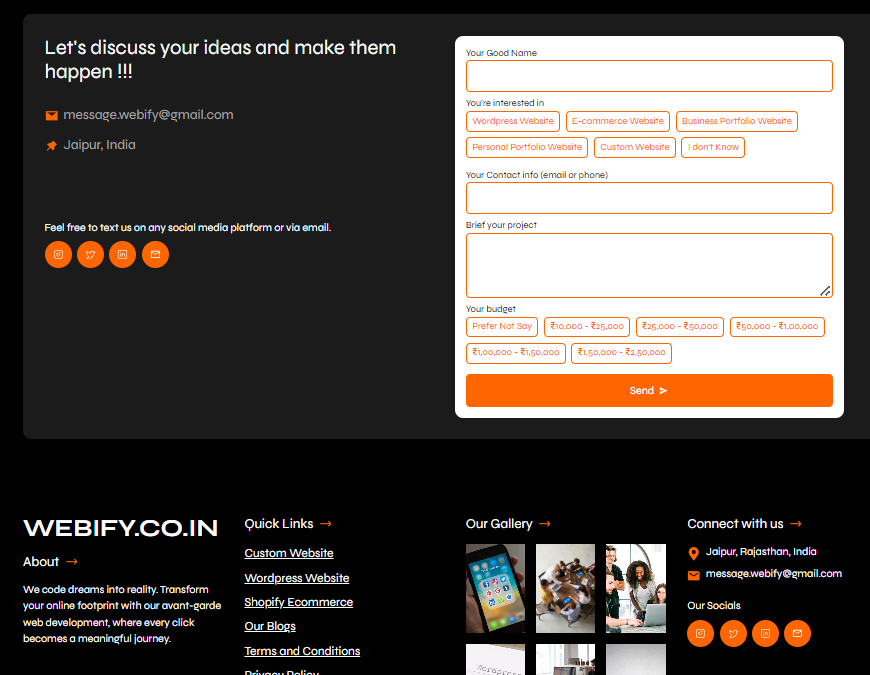 Let's discuss your ideas and make them
happen !!!
message.webify@gmail.com
Jaipur, India
Feel free to text us on any social media platform or via email.
Your Good Name
You're interested in
Wordpress Website
E-commerce Website
Business Portfolio Website
Personal Portfolio Website
Custom Website
I don't Know
Your Contact info (email or phone)
Brief your project
Your budget
Prefer Not Say
₹10,000 - ₹25,000
₹25,000 - ₹50,000
₹50,000 - ₹1,00,000
₹1,00,000 - ₹1,50,000
₹1,50,000 - ₹2,50,000
Send
WEBIFY.CO.IN
About
We code dreams into reality. Transform
your online footprint with our avant-garde
web development, where every click
becomes a meaningful journey.
Quick Links
Custom Website
Wordpress Website
Shopify Ecommerce
Our Blogs
Terms and Conditions
Privacy Policy
Our Gallery
Wordpress
Connect with us
Jaipur, Rajasthan, India
message.webify@gmail.com
Our Socials